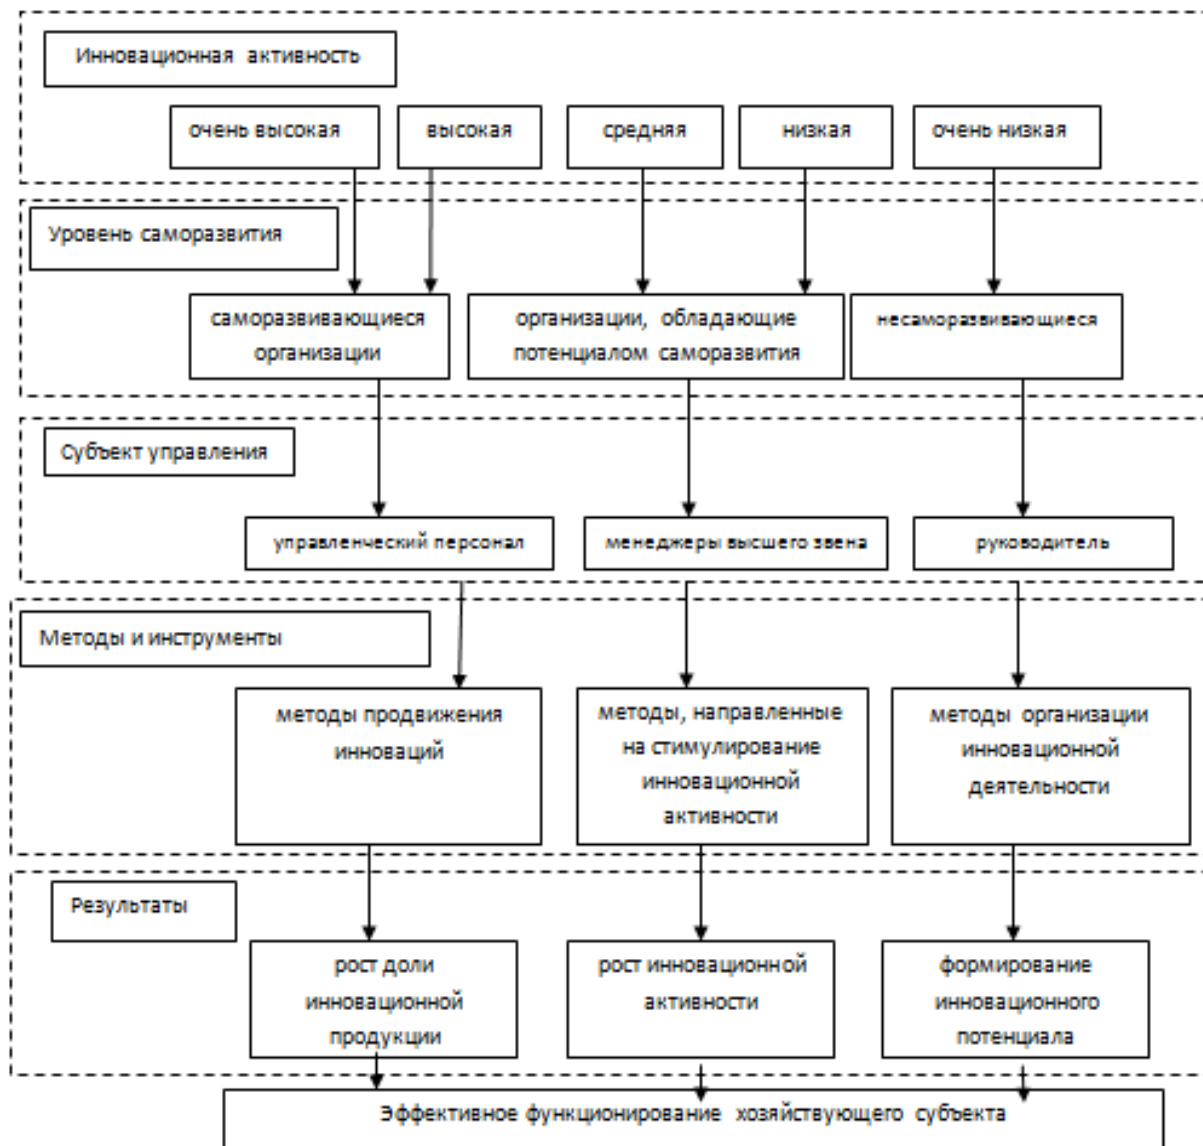 Инновационная активность
очень высокая
высокая
средняя
низкая
очень низкая
Уровень саморазвития
саморазвивающиеся
организации
организации, обладающие
потенциалом саморазвития
несаморазвивающиеся
Субъект управления
управленческий персонал
менеджеры высшего звена
руководитель
Методы и инструменты
методы продвижения
инноваций
методы, направленные
на стимулирование
инновационной
активности
методы организации
инновационной
деятельности
Результаты
рост доли
инновационной
продукции
рост инновационной
активности
формирование
инновационного
потенциала
Эффективное функционирование хозяйствующего субъекта